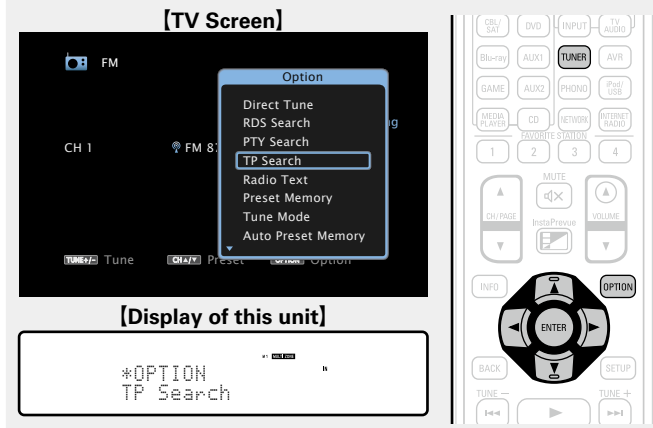 【TV Screen】
FM
Option
Direct Tune
RDS Search
PTY Search
TP Search
Radio Text
Preset Memory
Tune Mode
Auto Preset Memory
CH 1
FM 87
TUNE+/- Tune
CH▲/▼ Preset
OPTION Option
【Display of this unit】
MULTI ZONE
*OPTION
TP Search
CBL/SAT DVD INPUT TV AUDIO
Blu-ray AUX1 TUNER AVR
GAME AUX2 PHONO iPod/USB
MEDIA PLAYER CD NETWORK INTERNET RADIO
FAVORITE STATION
1 2 3 4
MUTE
CH/PAGE InstaPrevue VOLUME
INFO OPTION
ENTER
BACK SETUP
TUNE − TUNE +